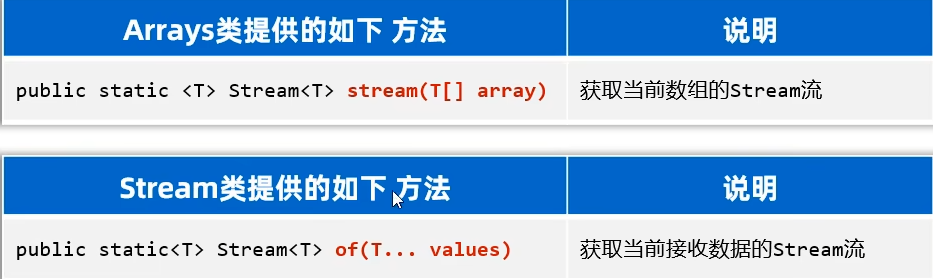 Arrays类提供的如下 方法 说明
public static <T> Stream<T> stream(T[] array) 获取当前数组的Stream流
Stream类提供的如下 方法 说明
public static<T> Stream<T> of(T... values) 获取当前接收数据的Stream流